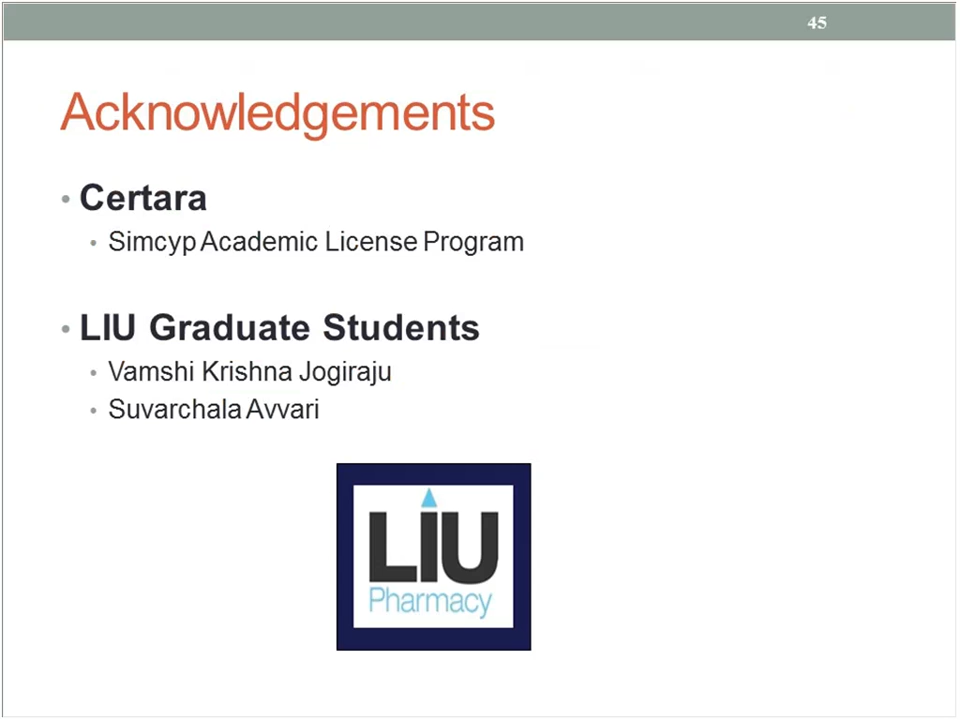 45
Acknowledgements
• Certara
• Simcyp Academic License Program
• LIU Graduate Students
• Vamshi Krishna Jogiraju
• Suvarchala Avvari
LIU
Pharmacy